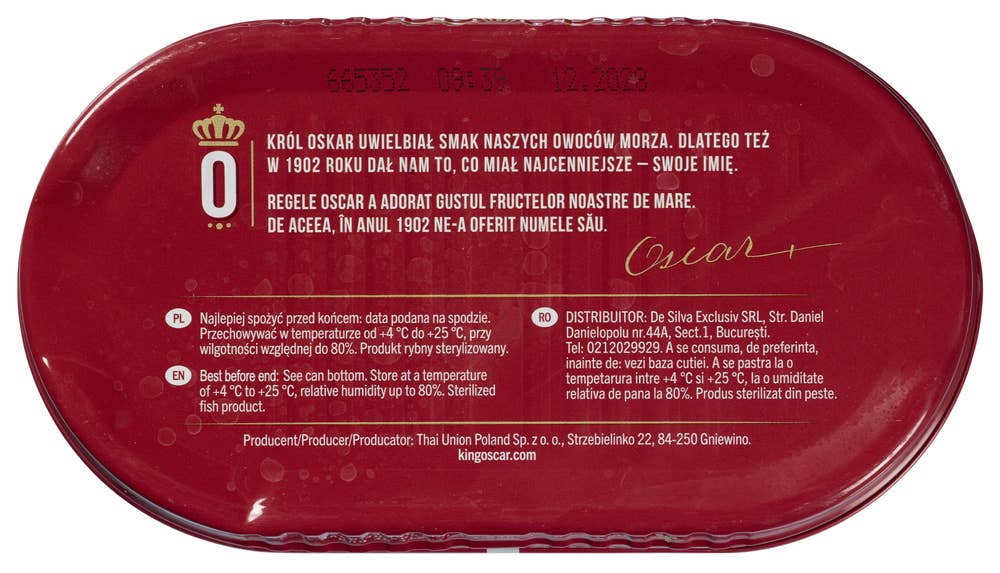 665352 09:39 12.2028
O
KRÓL OSKAR UWIELBIAŁ SMAK NASZYCH OWOCÓW MORZA. DLATEGO TEŻ
W 1902 ROKU DAŁ NAM TO, CO MIAŁ NAJCENNIEJSZE – SWOJE IMIĘ.
REGELE OSCAR A ADORAT GUSTUL FRUCTELOR NOASTRE DE MARE.
DE ACEEA, ÎN ANUL 1902 NE-A OFERIT NUMELE SĂU.
Oscar
PL Najlepiej spożyć przed końcem: data podana na spodzie.
Przechowywać w temperaturze od +4 °C do +25 °C, przy
wilgotności względnej do 80%. Produkt rybny sterylizowany.
EN Best before end: See can bottom. Store at a temperature
of +4 °C to +25 °C, relative humidity up to 80%. Sterilized
fish product.
RO DISTRIBUITOR: De Silva Exclusiv SRL, Str. Daniel
Danielopolu nr.44A, Sect.1, Bucureşti.
Tel: 0212029929. A se consuma, de preferinta,
inainte de: vezi baza cutiei. A se pastra la o
tempetarura intre +4 °C si +25 °C, la o umiditate
relativa de pana la 80%. Produs sterilizat din peste.
Producent/Producer/Producator: Thai Union Poland Sp. z o. o., Strzebielinko 22, 84-250 Gniewino.
kingoscar.com